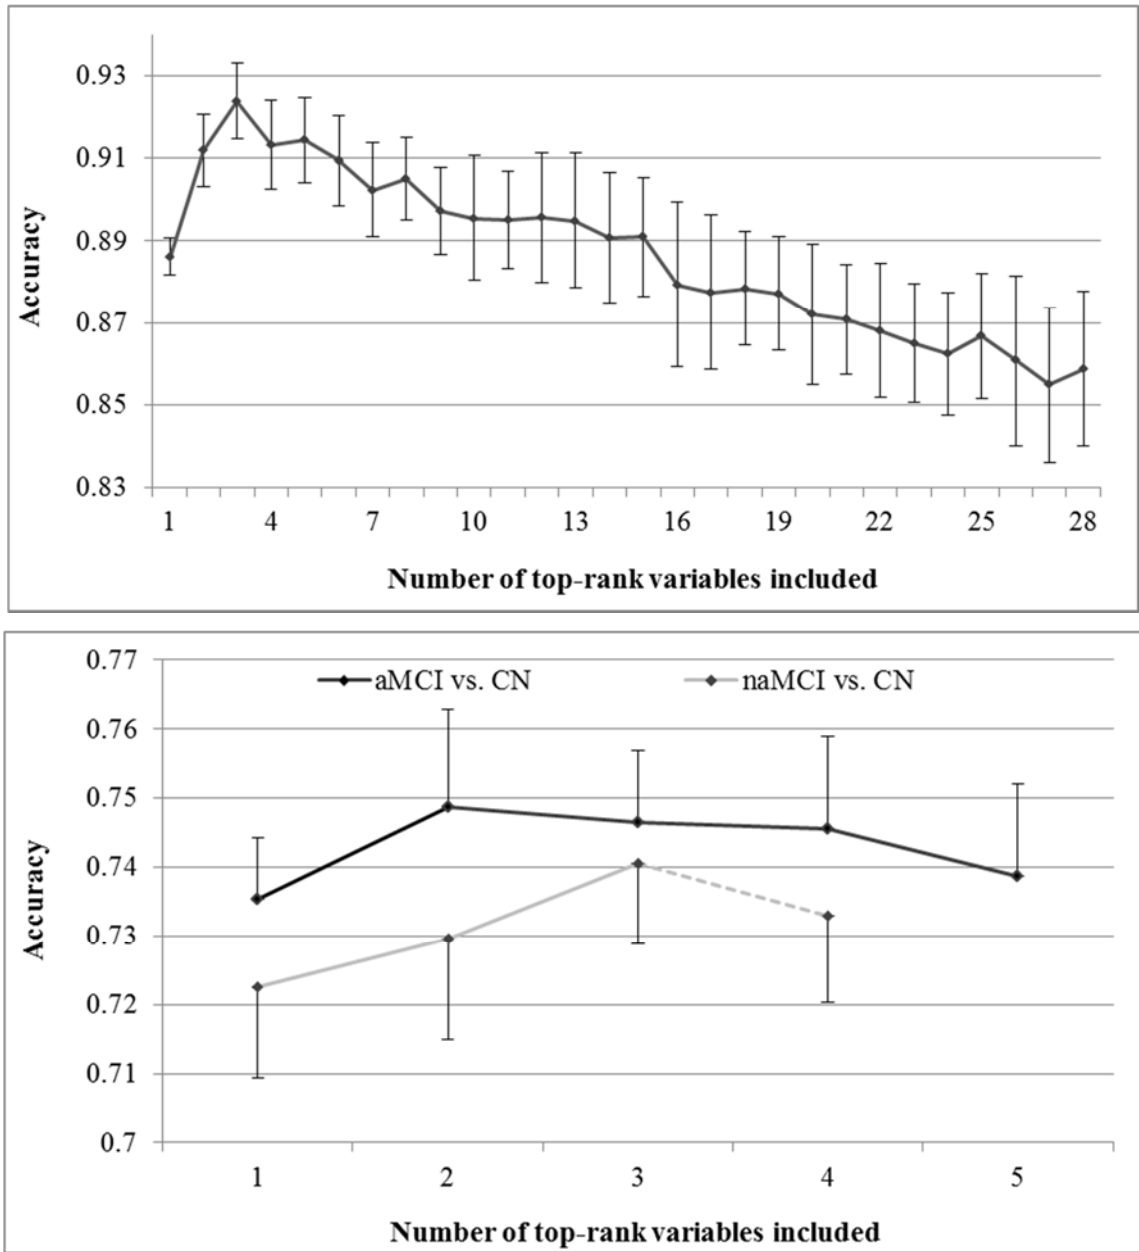 0.93
0.91
0.89
0.87
0.85
0.83
Accuracy
1 4 7 10 13 16 19 22 25 28
Number of top-rank variables included
0.77
0.76
0.75
0.74
0.73
0.72
0.71
0.7
Accuracy
aMCI vs. CN naMCI vs. CN
1 2 3 4 5
Number of top-rank variables included